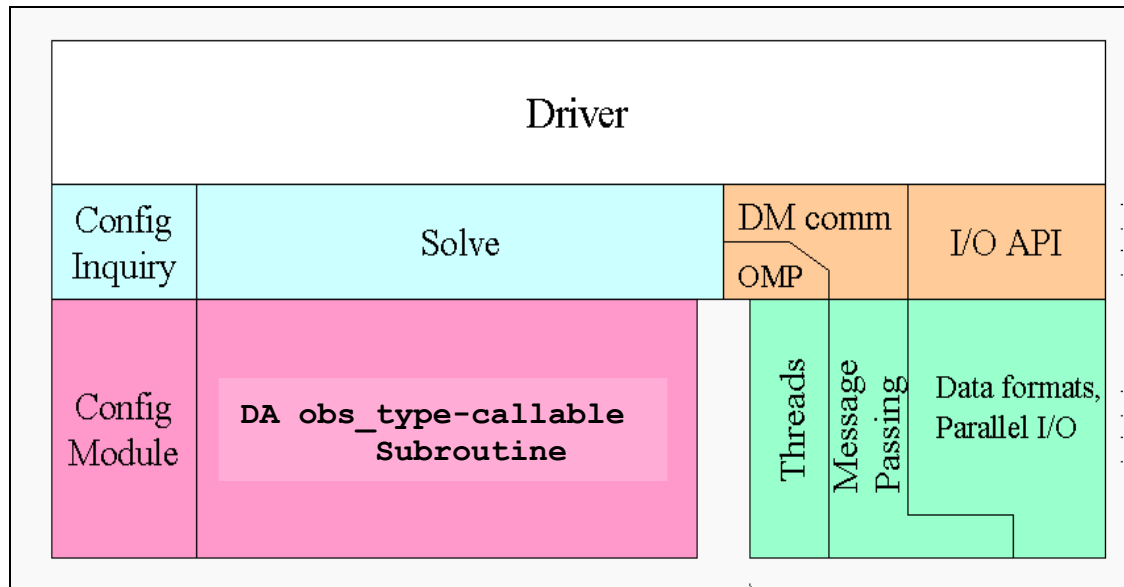 Driver
Config
Inquiry
Solve
DM comm
OMP
I/O API
Config
Module
DA obs_type-callable
Subroutine
Threads
Message
Passing
Data formats,
Parallel I/O